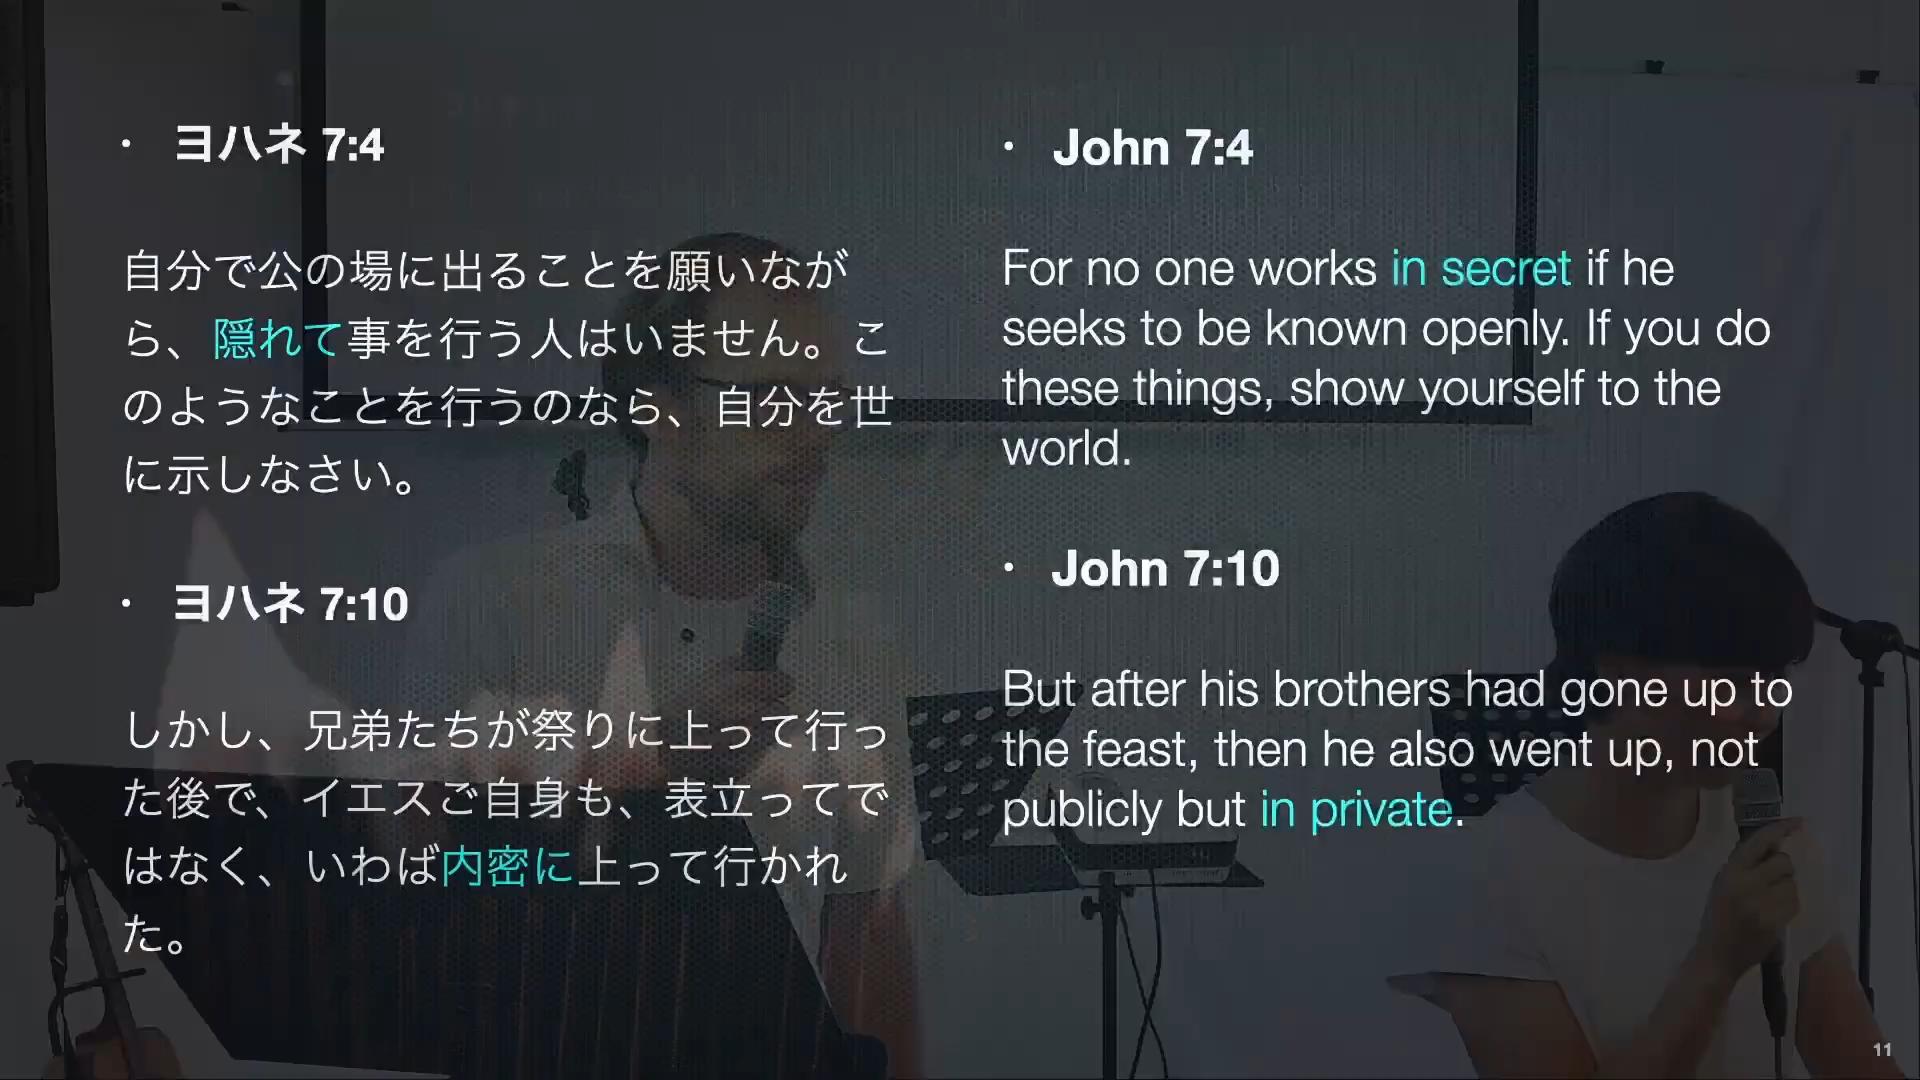 • ヨハネ 7:4
自分で公の場に出ることを願いなが
ら、隠れて事を行う人はいません。こ
のようなことを行うのなら、自分を世
に示しなさい。
• ヨハネ 7:10
しかし、兄弟たちが祭りに上って行っ
た後で、イエスご自身も、表立ってで
はなく、いわば内密に上って行かれ
た。
• John 7:4
For no one works in secret if he
seeks to be known openly. If you do
these things, show yourself to the
world.
• John 7:10
But after his brothers had gone up to
the feast, then he also went up, not
publicly but in private.
11